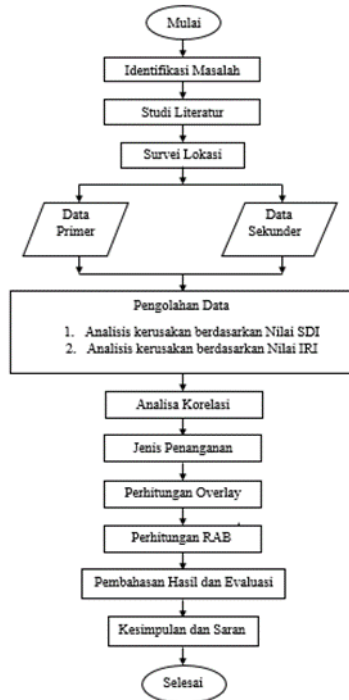 Mulai
Identifikasi Masalah
Studi Literatur
Survei Lokasi
Data
Primer
Data
Sekunder
Pengolahan Data
1. Analisis kerusakan berdasarkan Nilai SDI
2. Analisis kerusakan berdasarkan Nilai IRI
Analisa Korelasi
Jenis Penanganan
Perhitungan Overlay
Perhitungan RAB
Pembahasan Hasil dan Evaluasi
Kesimpulan dan Saran
Selesai